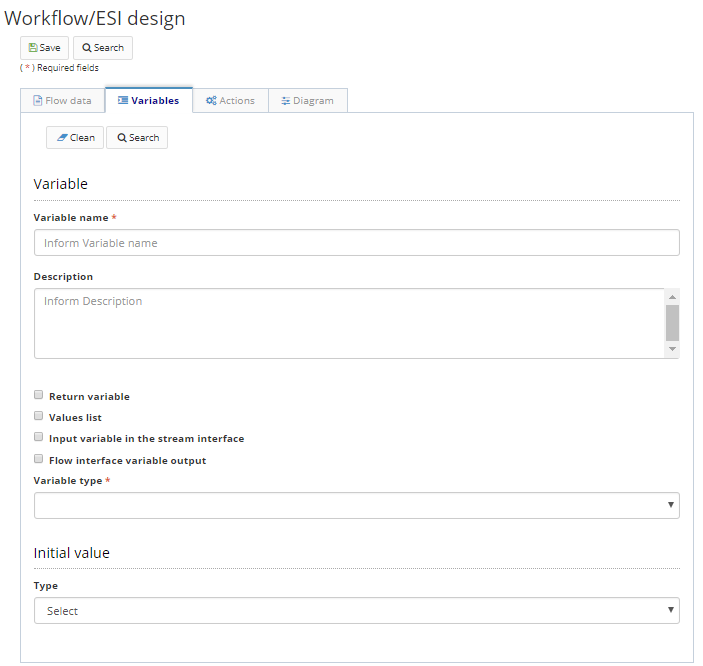 Workflow/ESI design
Save Search
( * ) Required fields
Flow data Variables Actions Diagram
Clean Search
Variable
Variable name *
Inform Variable name
Description
Inform Description
Return variable
Values list
Input variable in the stream interface
Flow interface variable output
Variable type *
Initial value
Type
Select